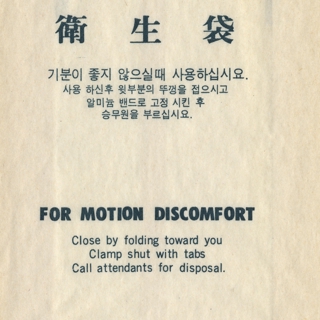 衛生袋
기분이 좋지 않으실때 사용하십시요.
사용 하신후 윗부분의 뚜껑을 접으시고
알미늄 밴드로 고정 시킨 후
승무원을 부르십시요.
FOR MOTION DISCOMFORT
Close by folding toward you
Clamp shut with tabs
Call attendants for disposal.